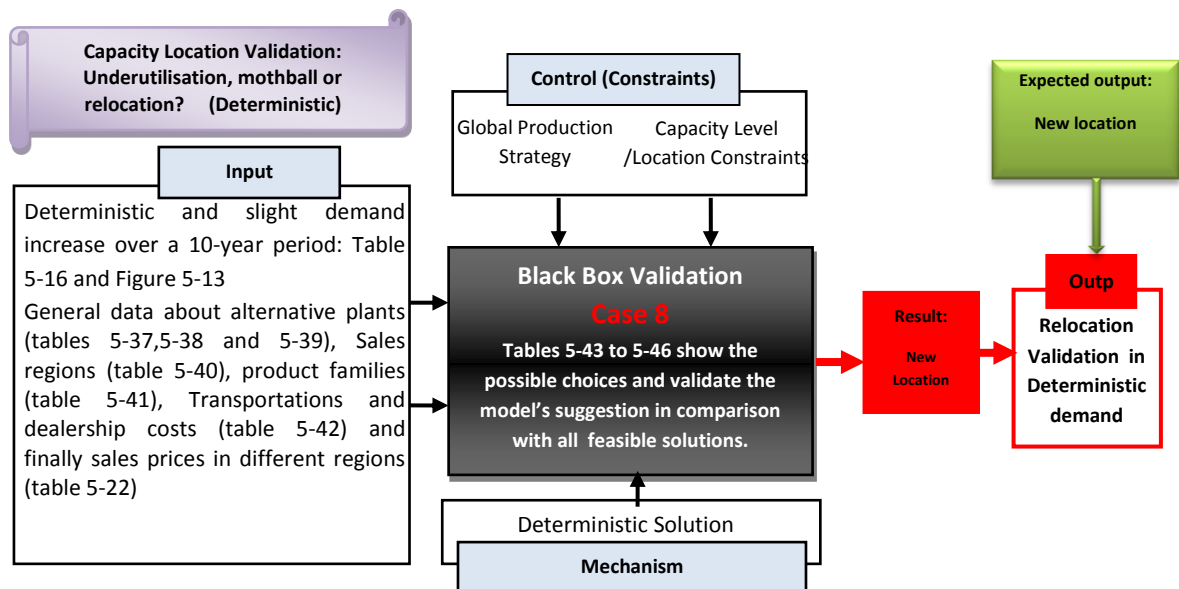 Capacity Location Validation:
Underutilisation, mothball or
relocation? (Deterministic)
Input
Deterministic and slight demand
increase over a 10-year period: Table
5-16 and Figure 5-13
General data about alternative plants
(tables 5-37,5-38 and 5-39), Sales
regions (table 5-40), product families
(table 5-41), Transportations and
dealership costs (table 5-42) and
finally sales prices in different regions
(table 5-22)
Control (Constraints)
Global Production
Strategy
Capacity Level
/Location Constraints
Black Box Validation
Case 8
Tables 5-43 to 5-46 show the
possible choices and validate the
model's suggestion in comparison
with all feasible solutions.
Deterministic Solution
Mechanism
Result:
New
Location
Expected output:
New location
Outp
Relocation
Validation in
Deterministic
demand